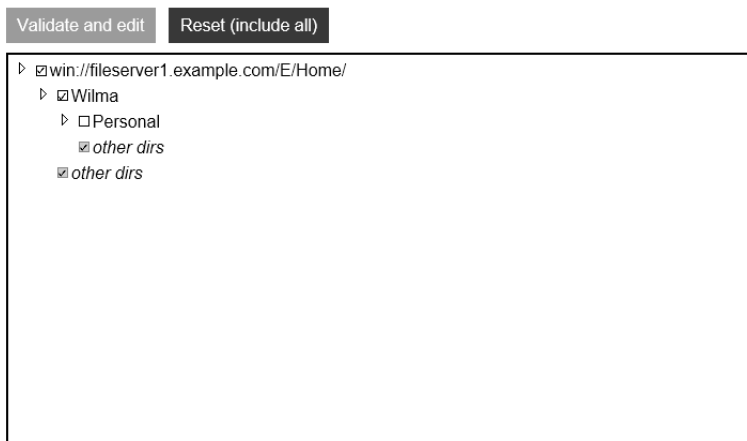 Validate and edit Reset (include all)
win://fileserver1.example.com/E/Home/
Wilma
Personal
other dirs
other dirs